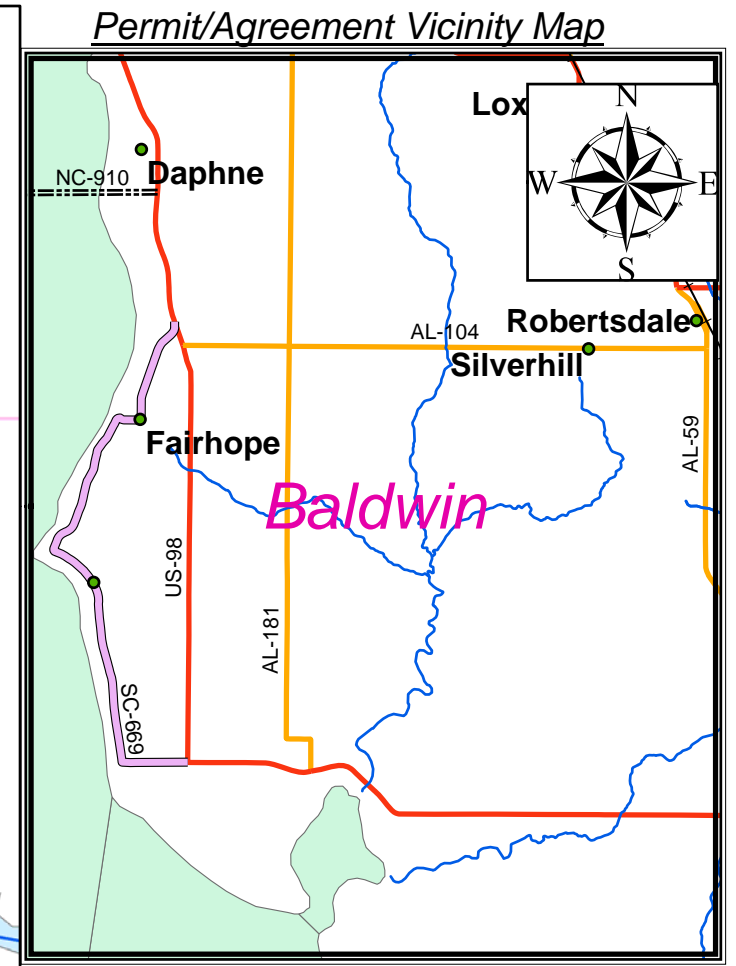 Permit/Agreement Vicinity Map
Lox
N
W
E
S
Daphne
NC-910
AL-104
Robertsdale
Silverhill
Fairhope
AL-59
Baldwin
US-98
AL-181
SC-669